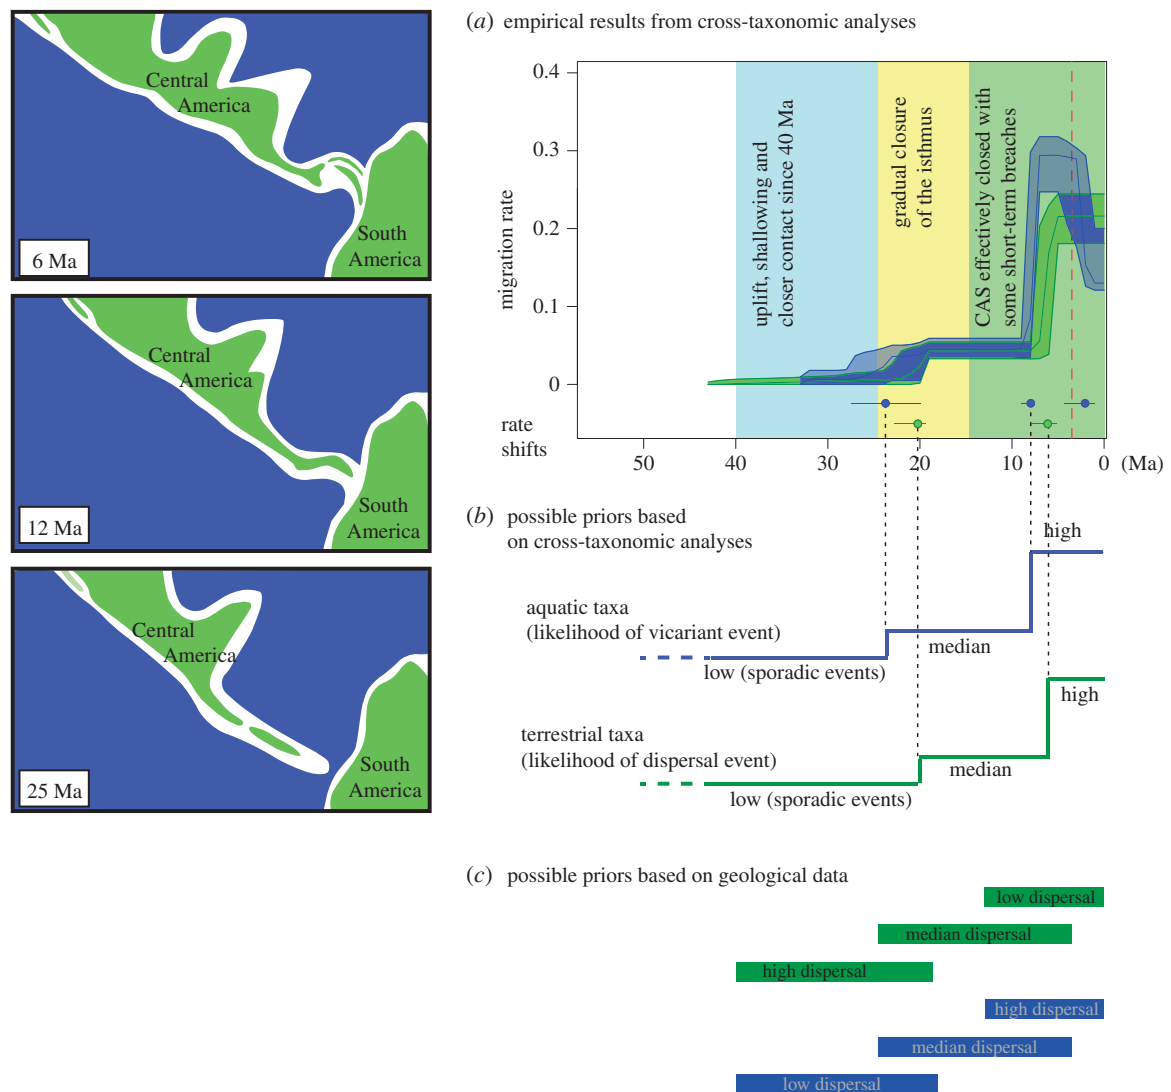 Central
America
South
America
6 Ma
Central
America
South
America
12 Ma
Central
America
South
America
25 Ma
(a) empirical results from cross-taxonomic analyses
migration rate
0.4
0.3
0.2
0.1
0
uplift, shallowing and
closer contact since 40 Ma
gradual closure
of the isthmus
CAS effectively closed with
some short-term breaches
rate
shifts
50 40 30 20 10 0 (Ma)
(b) possible priors based
on cross-taxonomic analyses
high
aquatic taxa
(likelihood of vicariant event)
median
low (sporadic events)
high
terrestrial taxa
(likelihood of dispersal event)
median
low (sporadic events)
(c) possible priors based on geological data
low dispersal
median dispersal
high dispersal
high dispersal
median dispersal
low dispersal